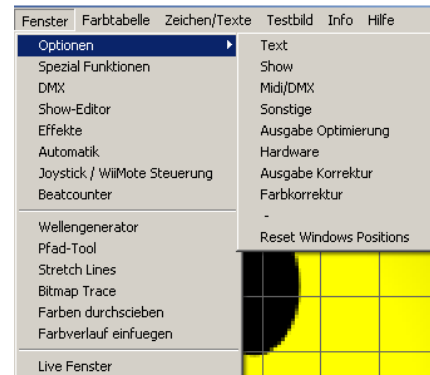 Fenster Farbtabelle Zeichen/Texte Testbild Info Hilfe
Optionen
Spezial Funktionen
DMX
Show-Editor
Effekte
Automatik
Joystick / WiiMote Steuerung
Beatcounter
Wellengenerator
Pfad-Tool
Stretch Lines
Bitmap Trace
Farben durchscieben
Farbverlauf einfuegen
Live Fenster
Text
Show
Midi/DMX
Sonstige
Ausgabe Optimierung
Hardware
Ausgabe Korrektur
Farbkorrektur
-
Reset Windows Positions